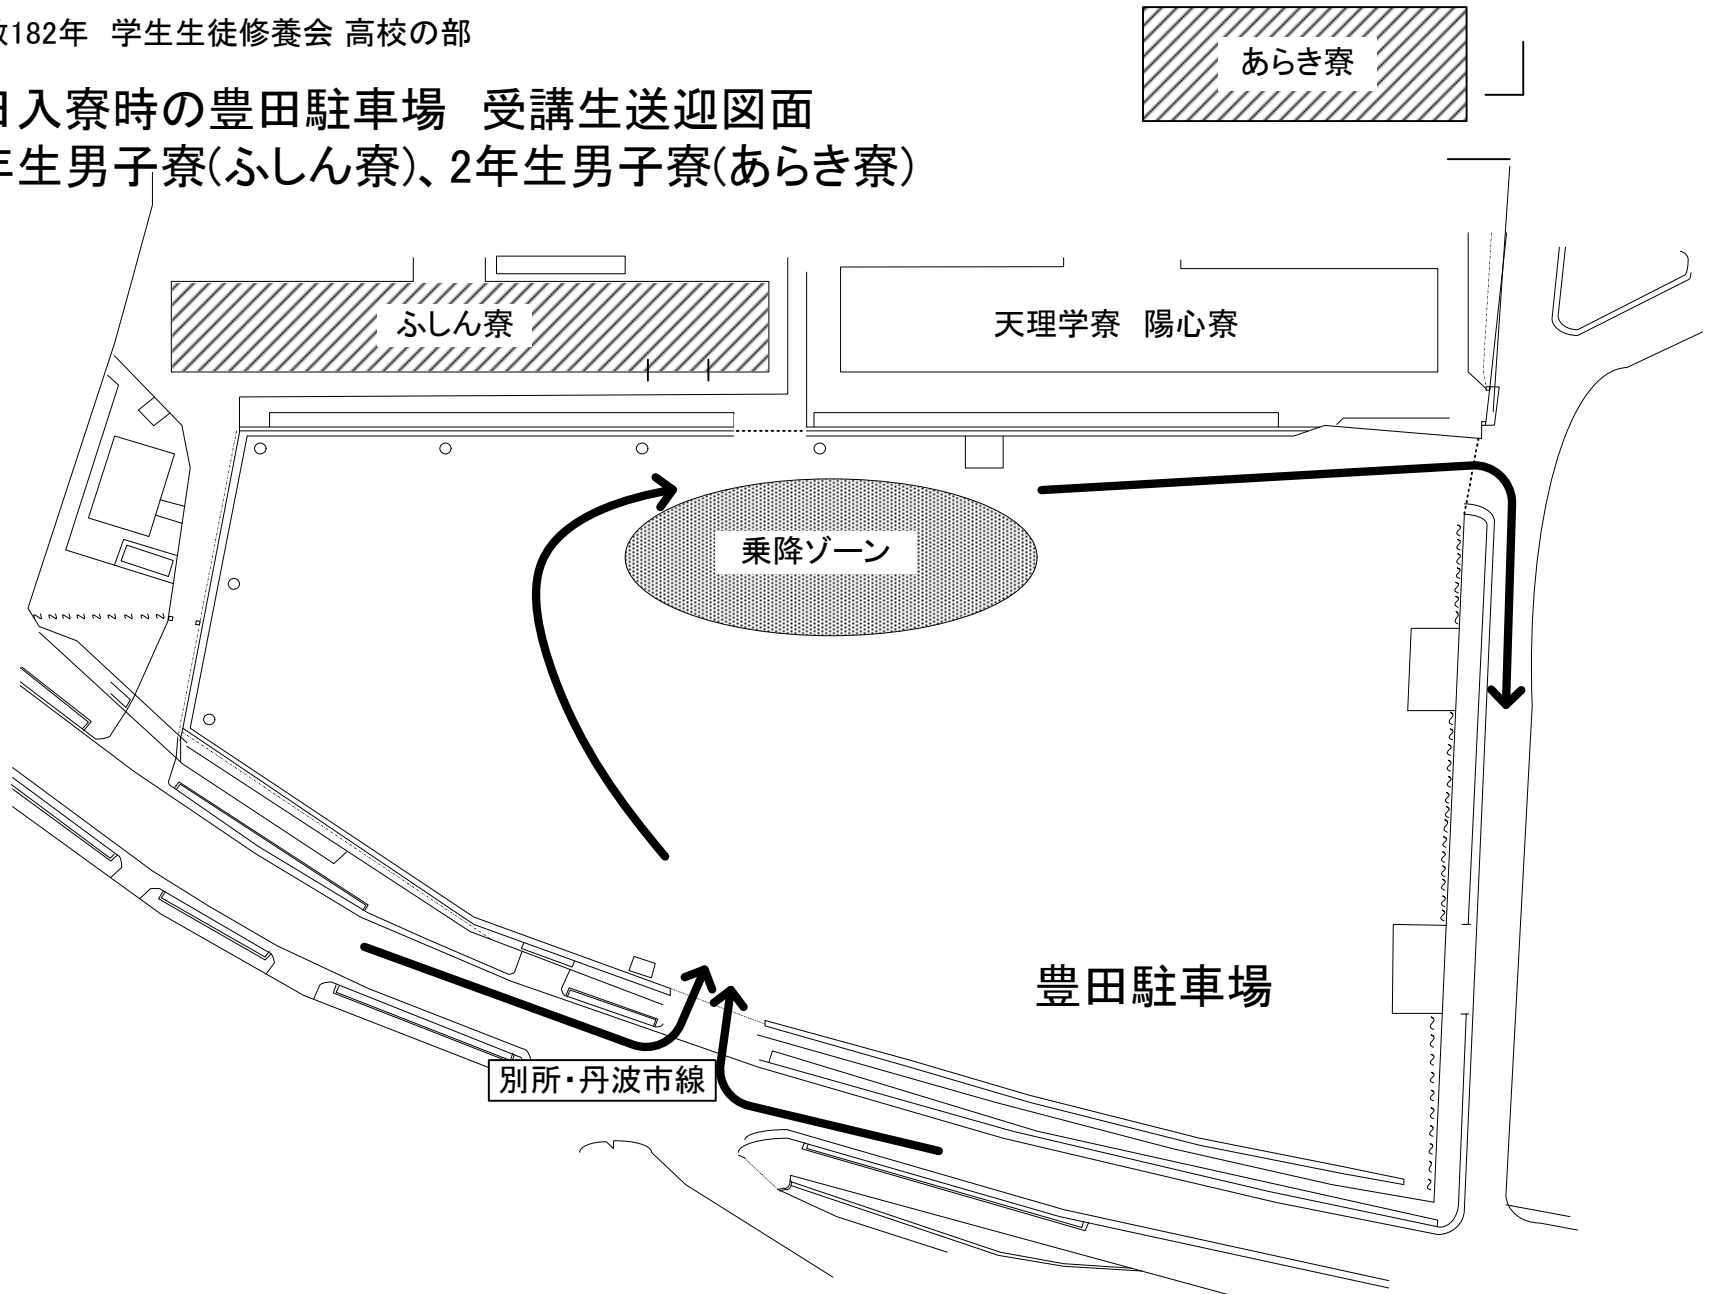 182年 学生生徒修養会 高校の部
あらき寮
入寮時の豊田駐車場 受講生送迎図面
年生男子寮(ふしん寮)、2年生男子寮(あらき寮)
ふしん寮
天理学寮 陽心寮
乗降ゾーン
豊田駐車場
別所・丹波市線